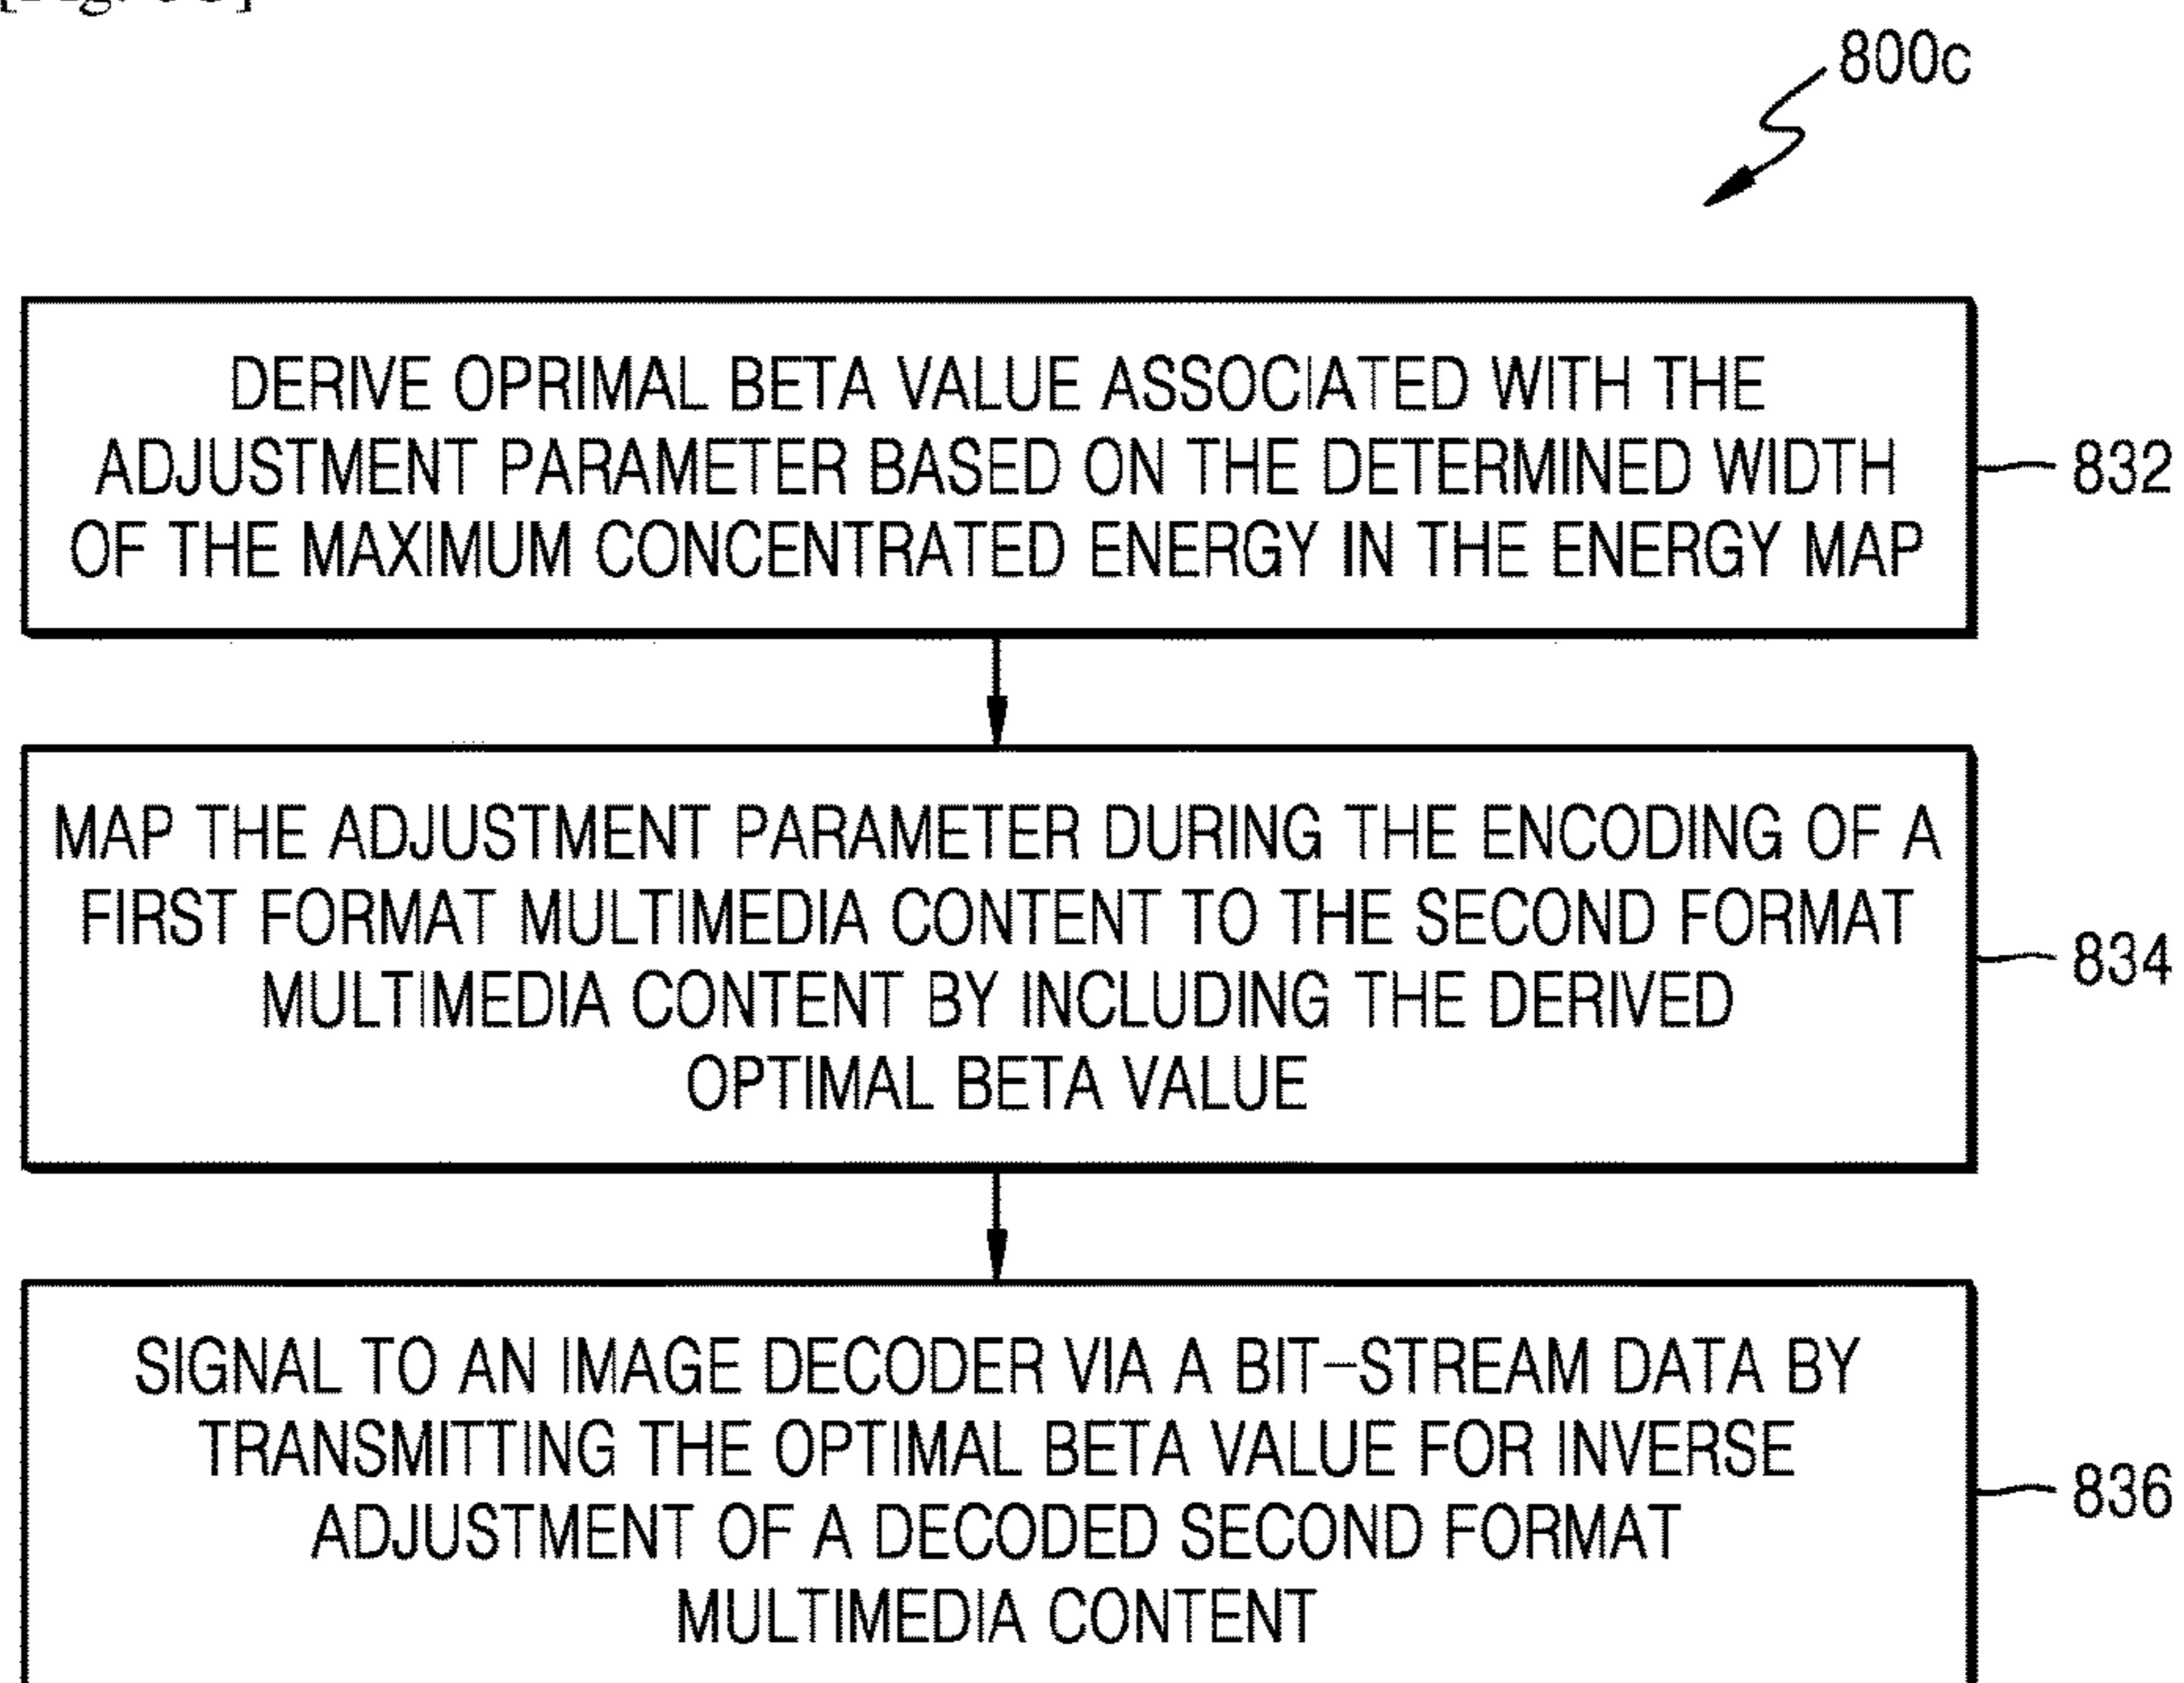 800c
DERIVE OPRIMAL BETA VALUE ASSOCIATED WITH THE
ADJUSTMENT PARAMETER BASED ON THE DETERMINED WIDTH
OF THE MAXIMUM CONCENTRATED ENERGY IN THE ENERGY MAP
832
MAP THE ADJUSTMENT PARAMETER DURING THE ENCODING OF A
FIRST FORMAT MULTIMEDIA CONTENT TO THE SECOND FORMAT
MULTIMEDIA CONTENT BY INCLUDING THE DERIVED
OPTIMAL BETA VALUE
834
SIGNAL TO AN IMAGE DECODER VIA A BIT-STREAM DATA BY
TRANSMITTING THE OPTIMAL BETA VALUE FOR INVERSE
ADJUSTMENT OF A DECODED SECOND FORMAT
MULTIMEDIA CONTENT
836